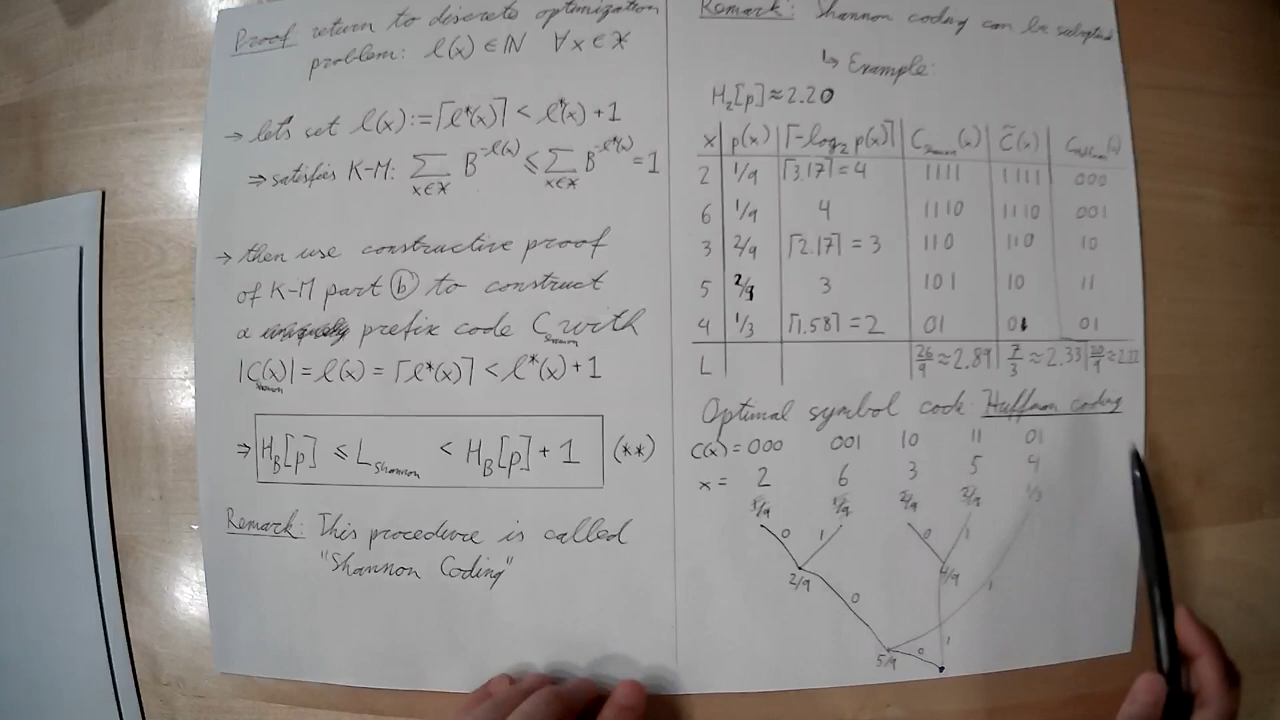 Proof return to discrete optimization
problem: l(x) ∈ ℕ ∀x∈𝒳
→ let's set l(x) := ⌈l*(x)⌉ < l*(x) + 1
⇒ satisfies K-M: ∑_{x∈𝒳} B^{-l(x)} ≤ ∑_{x∈𝒳} B^{-l*(x)} = 1
→ then use constructive proof
of K-M part (b) to construct
a prefix code C_Shannon with
|C_Shannon(x)| = l(x) = ⌈l*(x)⌉ < l*(x) + 1
⇒ H_B[p] ≤ L_Shannon < H_B[p] + 1 (**)
Remark: This procedure is called
"Shannon Coding"
Remark: Shannon coding can be
↳ Example:
H_2[p] ≈ 2.20
x p(x) ⌈-log_2 p(x)⌉ C_Shannon(x) C̃(x) C_Huffman(x)
2 1/9 ⌈3.17⌉ = 4 1111 1111 000
6 1/9 4 1110 1110 001
3 2/9 ⌈2.17⌉ = 3 110 110 10
5 2/9 3 101 10 11
4 1/3 ⌈1.58⌉ = 2 01 01 01
L 26/9 ≈ 2.89 7/3 ≈ 2.33 20/9 ≈ 2.22
Optimal symbol code: Huffman coding
C(x) = 000 001 10 11 01
x = 2 6 3 5 4
1/9 1/9 2/9 2/9 1/3
0 1 0 1
2/9 4/9
0 1
1
5/9 0